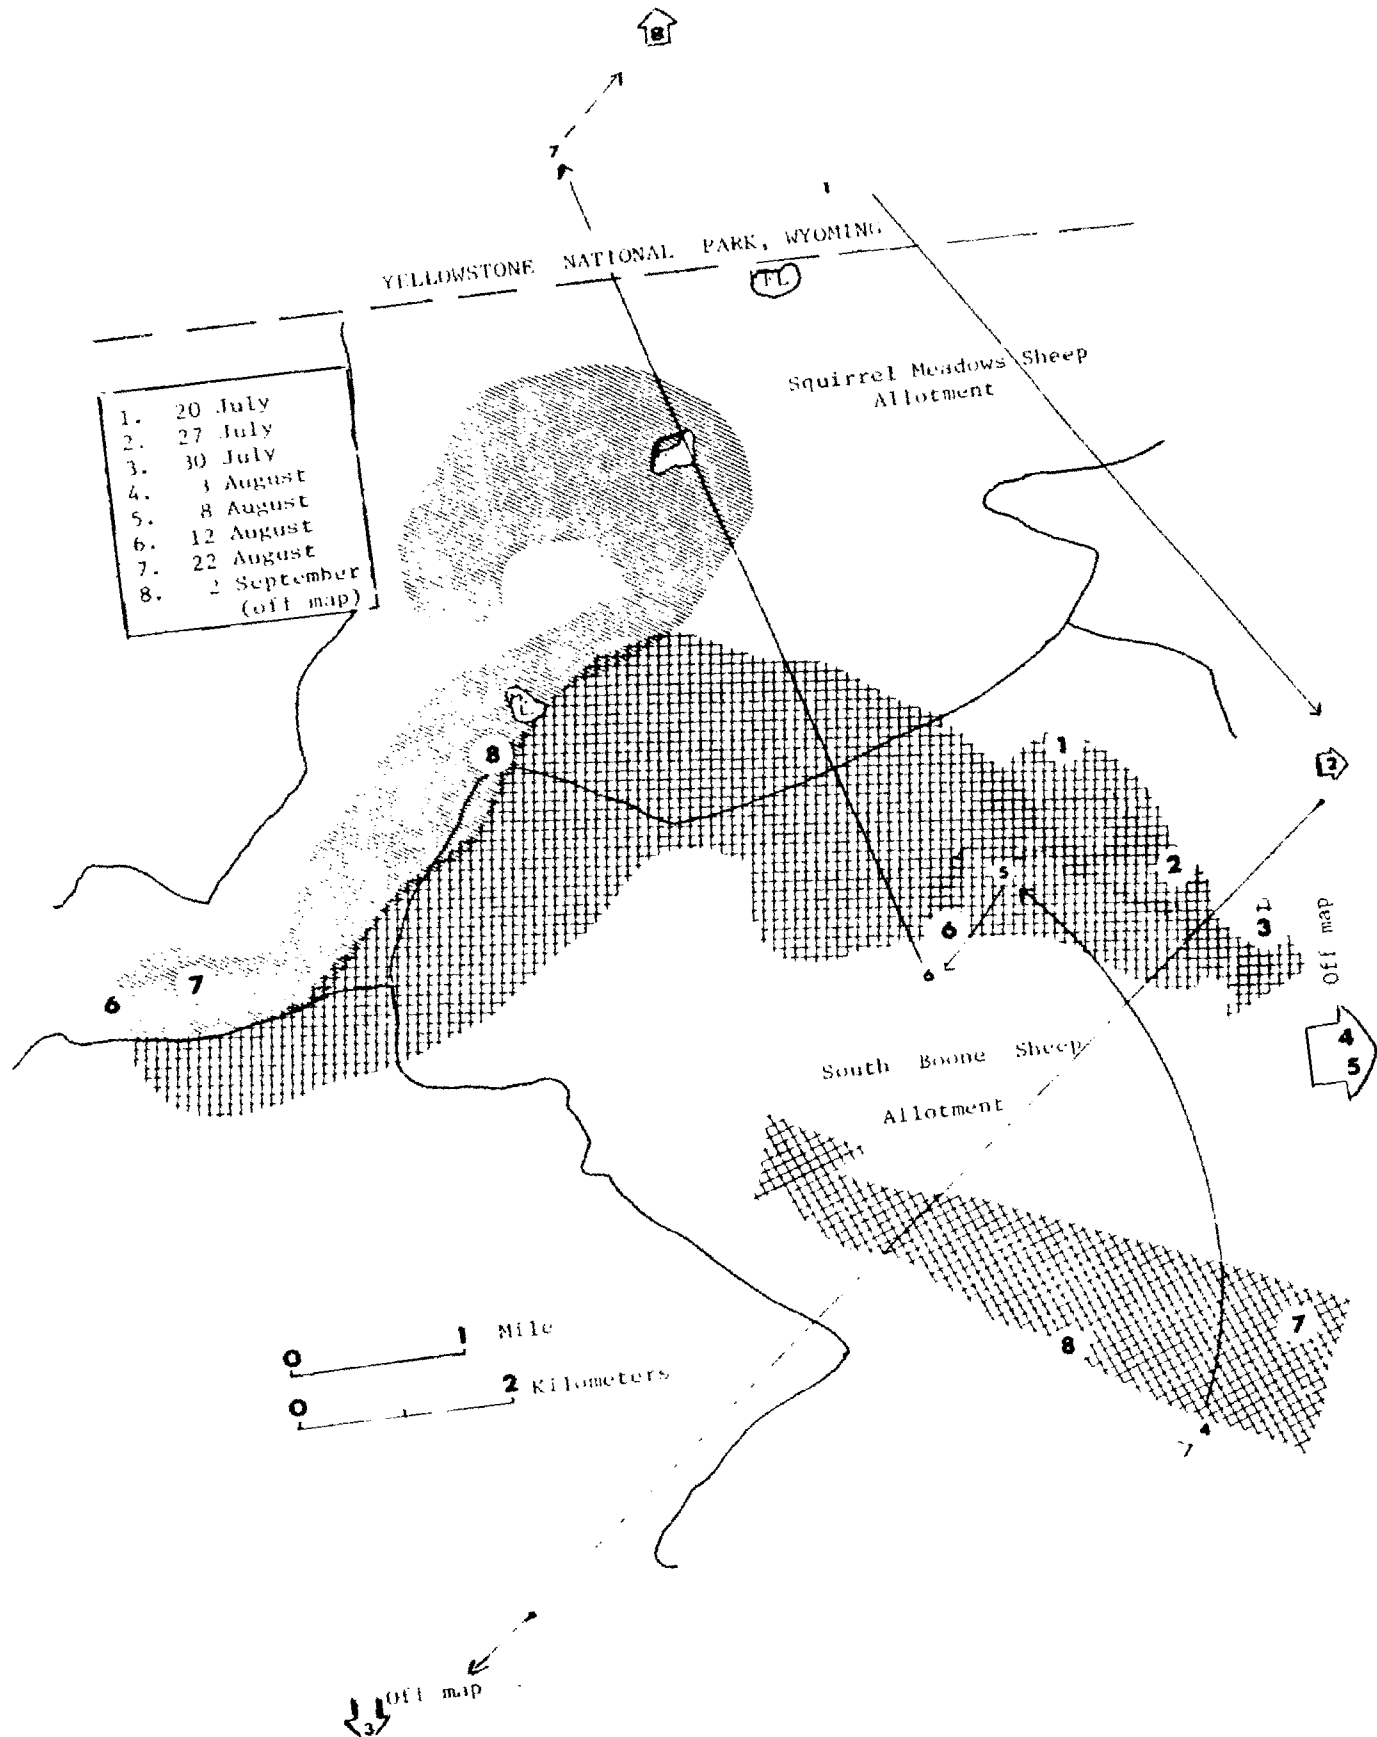 8
7
1
YELLOWSTONE NATIONAL PARK, WYOMING
FL
Squirrel Meadows Sheep
Allotment
1. 20 July
2. 27 July
3. 30 July
4. 3 August
5. 8 August
6. 12 August
7. 22 August
8. 2 September
(off map)
8
1
2
2
5
3
6
6
Off map
7
6
4
5
South Boone Sheep
Allotment
7
8
0 1 Mile
0 2 Kilometers
4
7
Off map
3